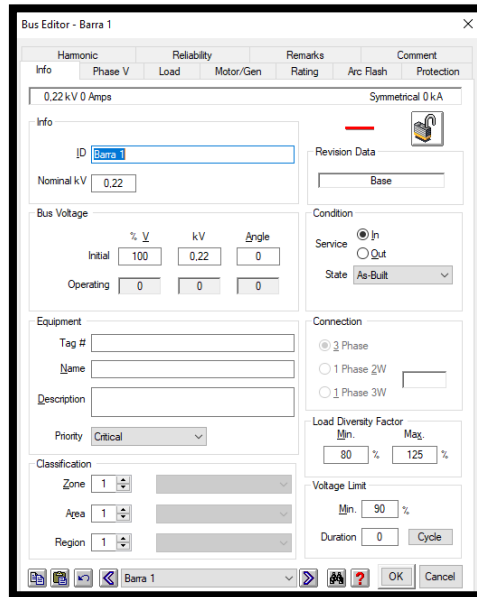 Bus Editor - Barra 1
Harmonic Reliability Remarks Comment
Info Phase V Load Motor/Gen Rating Arc Flash Protection
0,22 kV 0 Amps Symmetrical 0 kA
Info
ID Barra 1
Nominal kV 0,22
Revision Data
Base
Bus Voltage
% V kV Angle
Initial 100 0,22 0
Operating 0 0 0
Condition
Service In
Out
State As-Built
Equipment
Tag #
Name
Description
Priority Critical
Connection
3 Phase
1 Phase 2W
1 Phase 3W
Load Diversity Factor
Min. Max.
80 % 125 %
Classification
Zone 1
Area 1
Region 1
Voltage Limit
Min. 90 %
Duration 0 Cycle
Barra 1 ? OK Cancel